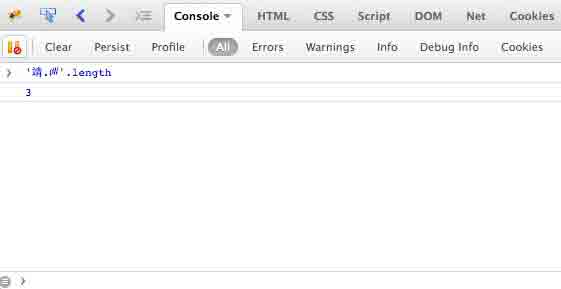 Console HTML CSS Script DOM Net Cookies
Clear Persist Profile All Errors Warnings Info Debug Info Cookies
'靖.册'.length
3